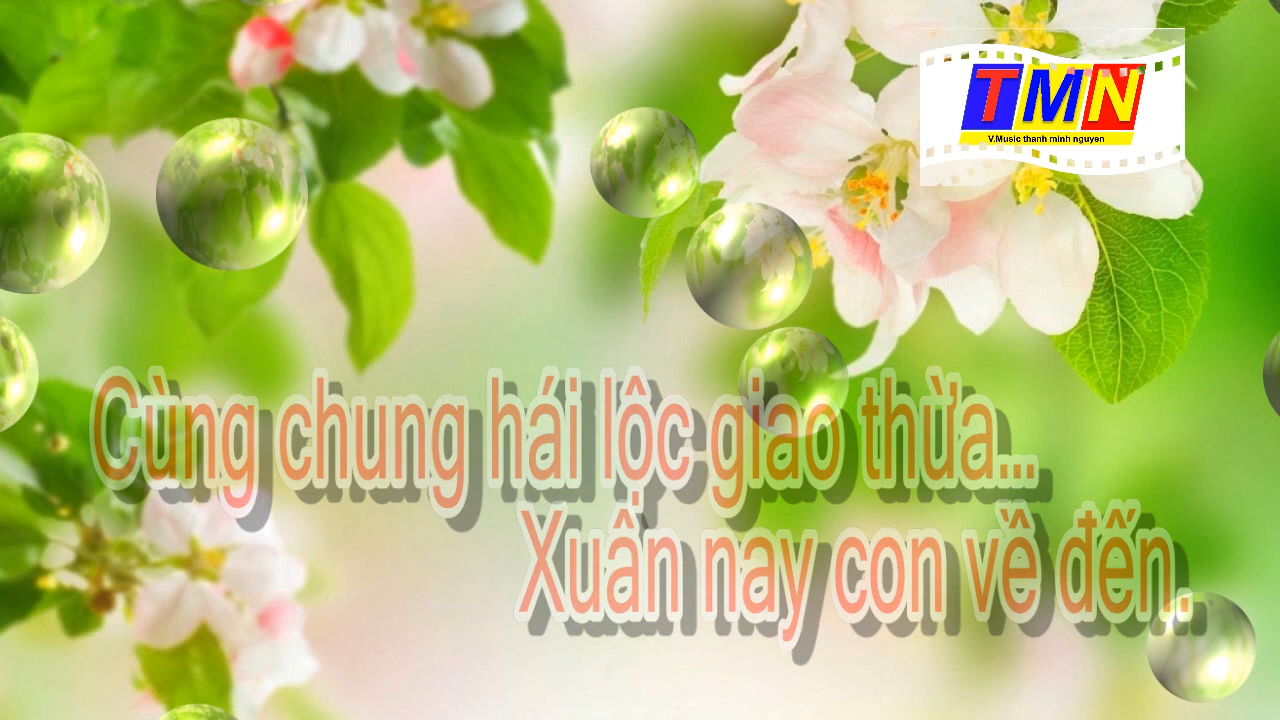 TMN
V.Music thanh minh nguyen
Cùng chung hái lộc giao thừa...
Xuân nay con về đến.